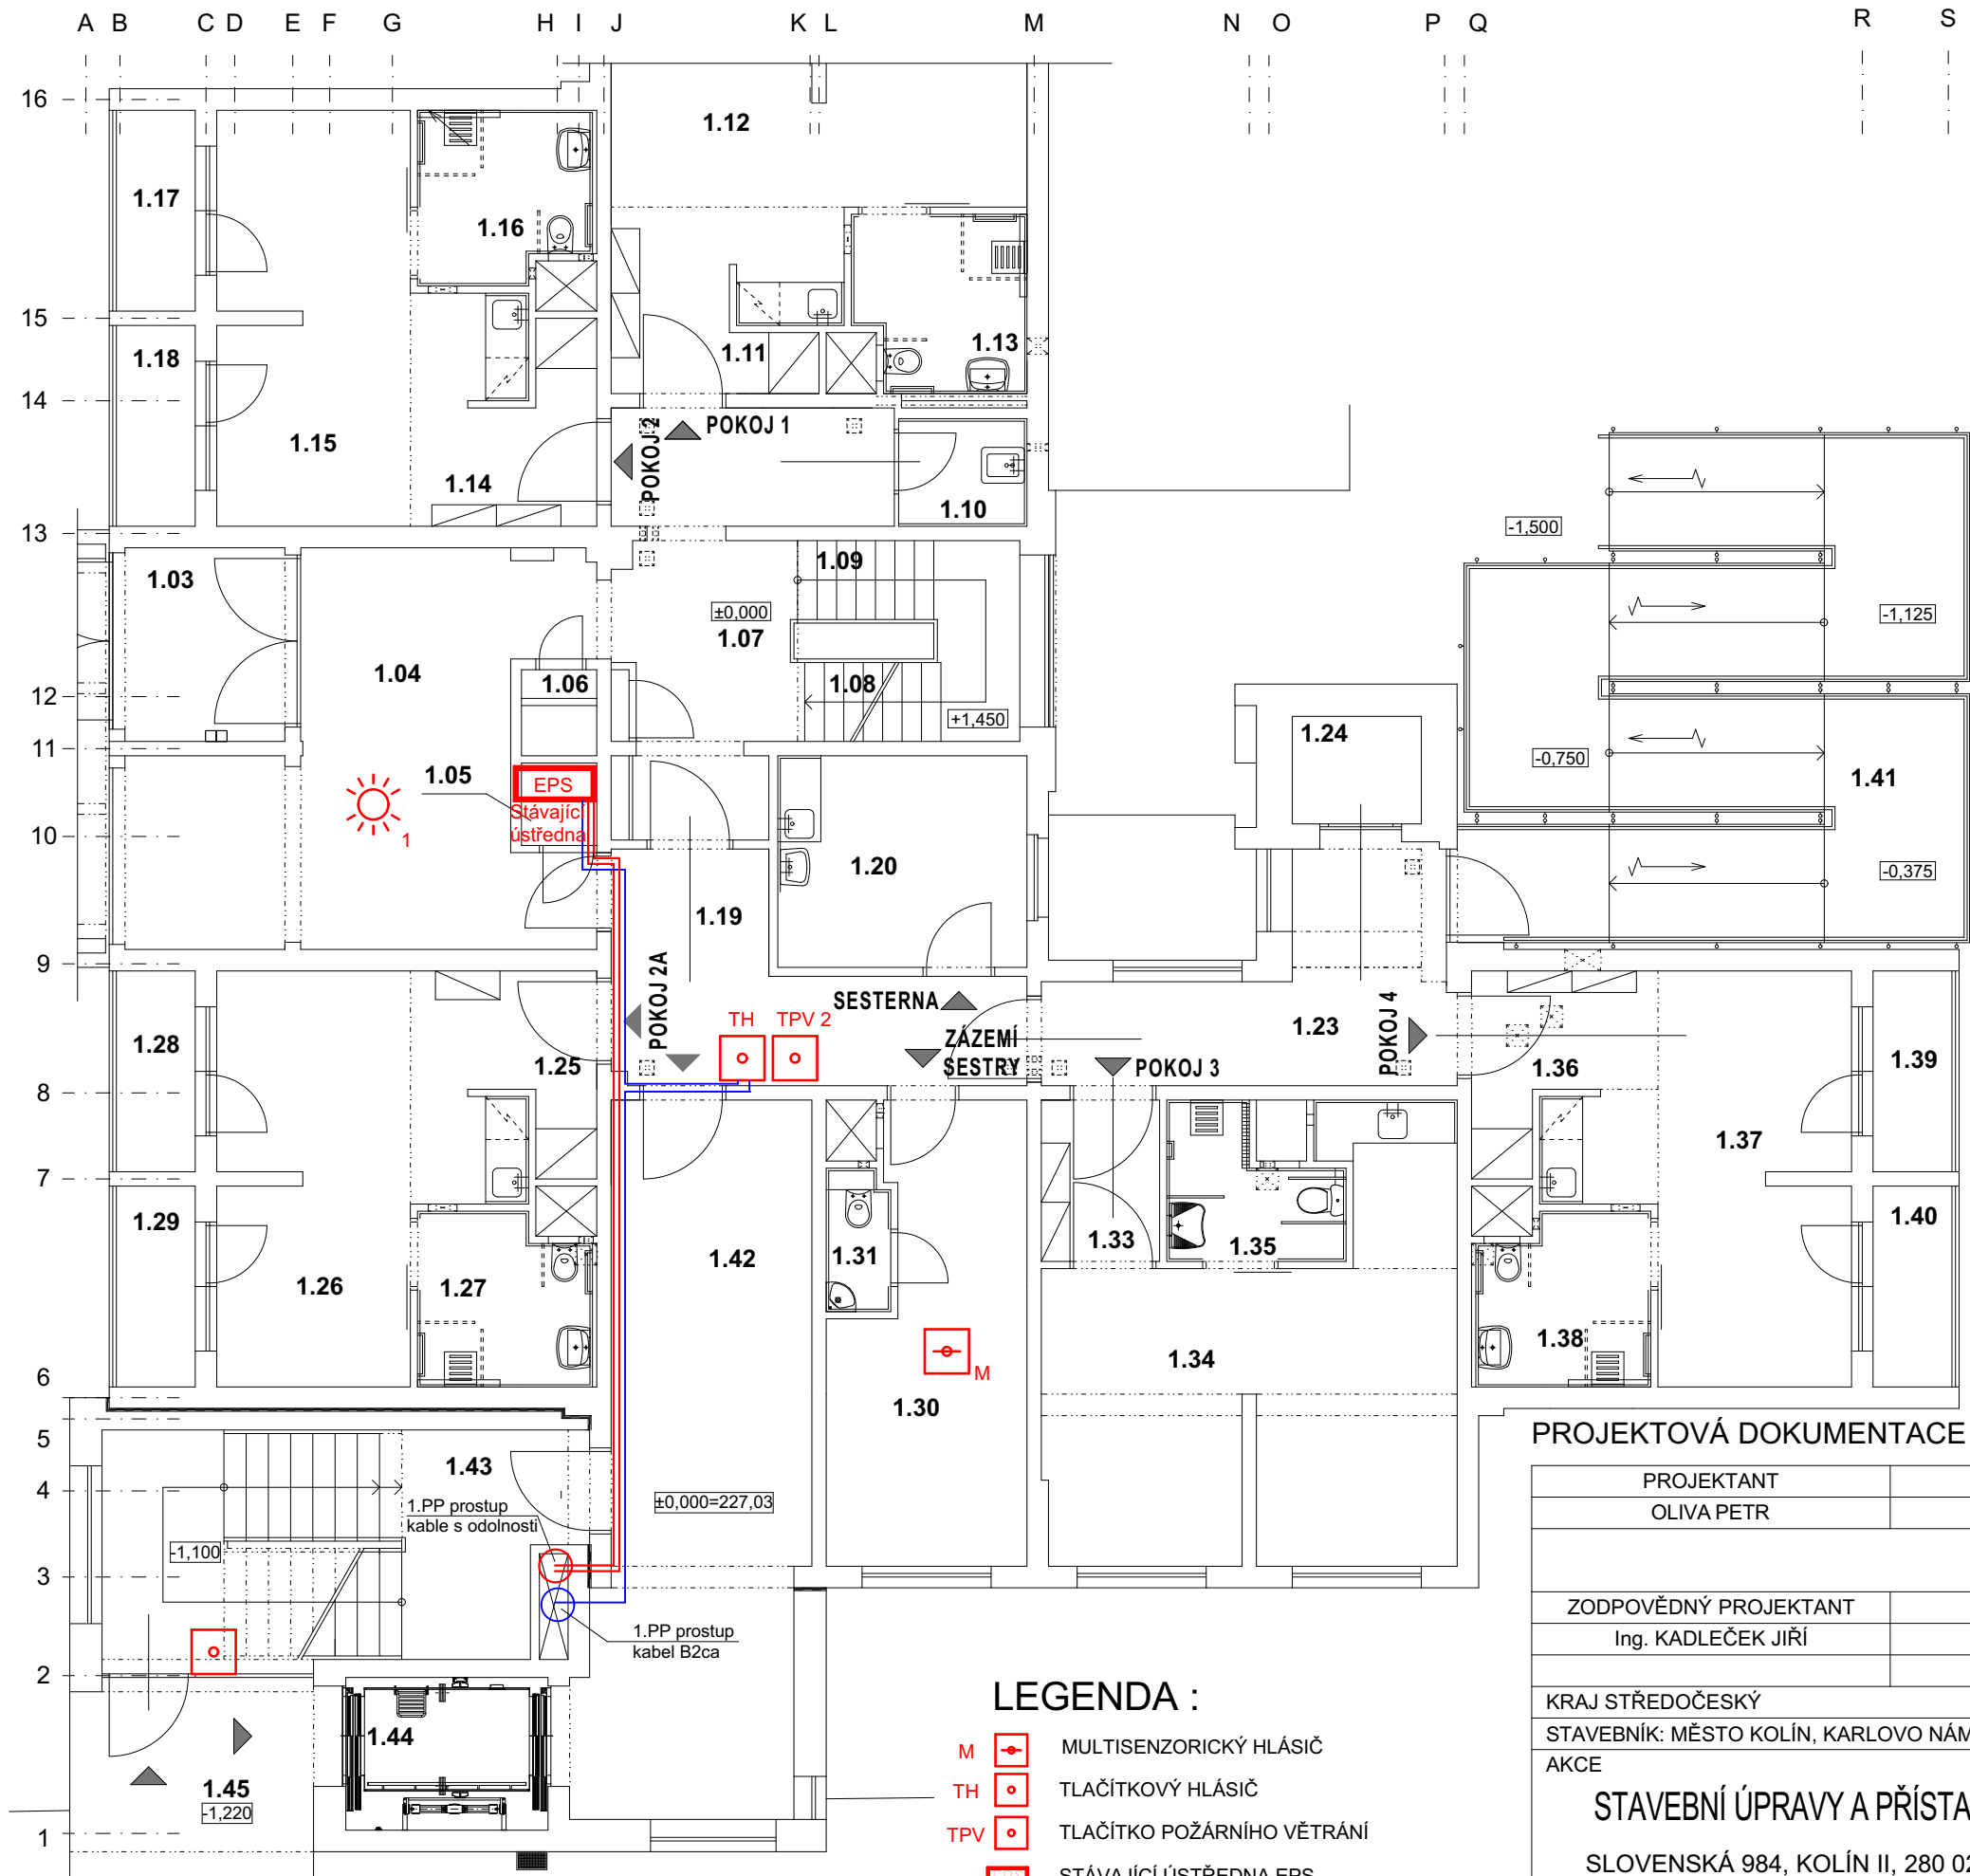 A B C D E F G H I J K L M N O P Q R S
16
1.12
1.17
1.16
15
1.18
1.11
1.13
14
POKOJ 1
POKOJ 2
1.15
1.14
1.10
-1,500
13
1.03
1.09
±0,000
1.07
-1,125
1.04
1.06
1.08
12
+1,450
1.24
11
-0,750
1.05
EPS
1.41
Stávající
ústředna
10
1
1.20
-0,375
1.19
9
POKOJ 2A
SESTERNA
TH
TPV 2
1.23
POKOJ 4
1.28
ZÁZEMÍ
SESTRY
1.25
POKOJ 3
1.36
1.39
8
1.37
7
1.29
1.40
1.42
1.31
1.33
1.35
1.26
1.27
1.38
1.34
M
6
1.30
PROJEKTOVÁ DOKUMENTACE
5
1.43
PROJEKTANT
4
1.PP prostup
kable s odolnosti
±0,000=227,03
OLIVA PETR
-1,100
3
ZODPOVĚDNÝ PROJEKTANT
1.PP prostup
kabel B2ca
Ing. KADLEČEK JIŘÍ
2
LEGENDA :
KRAJ STŘEDOČESKÝ
STAVEBNÍK: MĚSTO KOLÍN, KARLOVO NÁM
1.44
M MULTISENZORICKÝ HLÁSIČ
AKCE
1.45
-1,220
TH TLAČÍTKOVÝ HLÁSIČ
STAVEBNÍ ÚPRAVY A PŘÍSTA
1
TPV TLAČÍTKO POŽÁRNÍHO VĚTRÁNÍ
SLOVENSKÁ 984, KOLÍN II, 280 02
STÁVAJÍCÍ ÚSTŘEDNA EPS